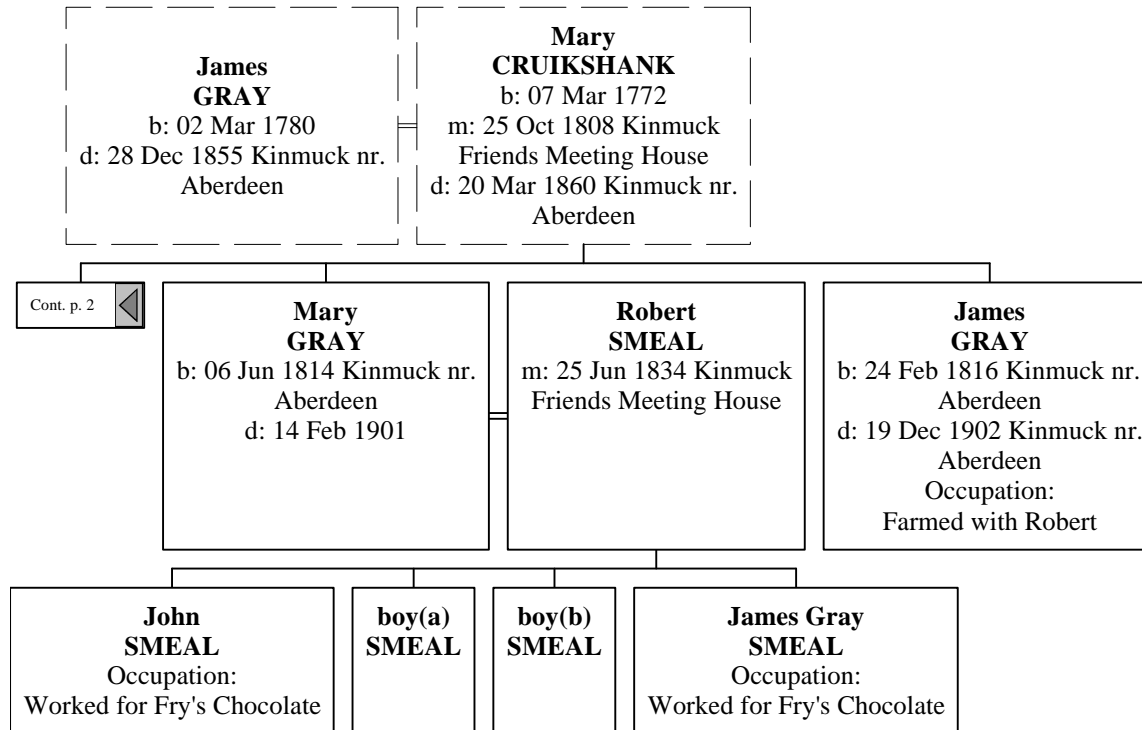 James
GRAY
b: 02 Mar 1780
d: 28 Dec 1855 Kinmuck nr.
Aberdeen
Mary
CRUIKSHANK
b: 07 Mar 1772
m: 25 Oct 1808 Kinmuck
Friends Meeting House
d: 20 Mar 1860 Kinmuck nr.
Aberdeen
Cont. p. 2
Mary
GRAY
b: 06 Jun 1814 Kinmuck nr.
Aberdeen
d: 14 Feb 1901
Robert
SMEAL
m: 25 Jun 1834 Kinmuck
Friends Meeting House
James
GRAY
b: 24 Feb 1816 Kinmuck nr.
Aberdeen
d: 19 Dec 1902 Kinmuck nr.
Aberdeen
Occupation:
Farmed with Robert
John
SMEAL
Occupation:
Worked for Fry's Chocolate
boy(a)
SMEAL
boy(b)
SMEAL
James Gray
SMEAL
Occupation:
Worked for Fry's Chocolate